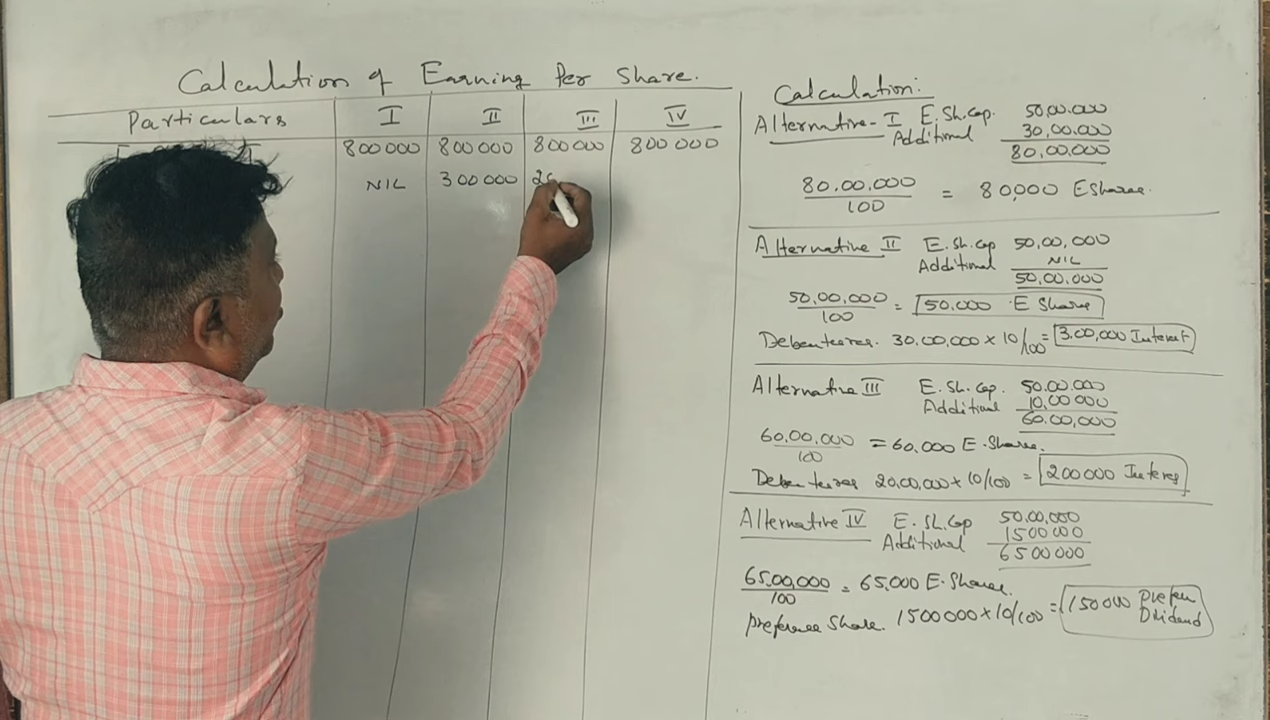 Calculation of Earning Per Share.
Particulars I II III IV
800000 800000 800000 800000
NIL 300000 20
Calculation:
Alternative-I E.Sh.Cap. 50,00,000
Additional 30,00,000
80,00,000
80,00,000
100
= 80,000 E Shares.
Alternative II E.Sh.Cap 50,00,000
Additional NIL
50,00,000
50,00,000
100
= 50,000 E Share
Debentures. 30,00,000 x 10/100 = 3,00,000 Interest
Alternative III E.Sh.Cap. 50,00,000
Additional 10,00,000
60,00,000
60,00,000
100
= 60,000 E.Shares.
Debentures 20,00,000 x 10/100 = 200000 Interes
Alternative IV E.Sh.Cap 50,00,000
Additional 1500000
6500000
65,00,000
100
= 65,000 E.Shares.
Preference Share. 1500000 x 10/100 = 150000 Prefer
Dividend